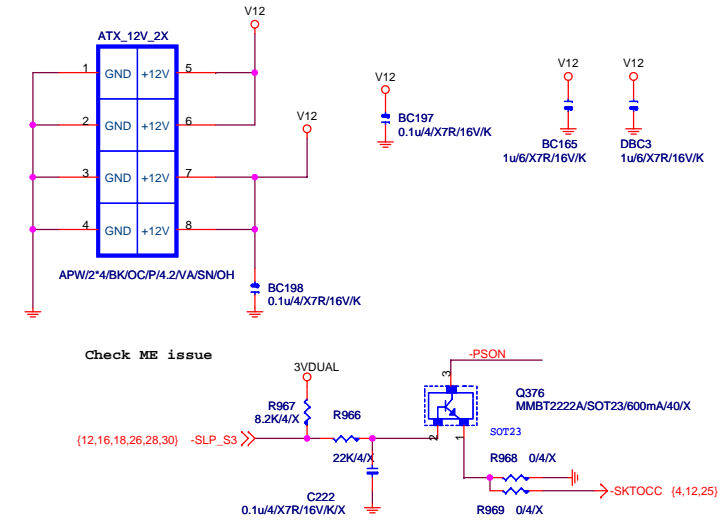 V12
ATX_12V_2X
1 GND +12V 5
2 GND +12V 6
3 GND +12V 7
4 GND +12V 8
APW/2*4/BK/OC/P/4.2/VA/SN/OH
V12
BC198
0.1u/4/X7R/16V/K
V12
BC197
0.1u/4/X7R/16V/K
V12
BC165
1u/6/X7R/16V/K
V12
DBC3
1u/6/X7R/16V/K
Check ME issue
3VDUAL
R967
8.2K/4/X
R966
22K/4/X
{12,16,18,26,28,30} -SLP_S3
C222
0.1u/4/X7R/16V/K/X
-PSON
3
2
1
Q376
MMBT2222A/SOT23/600mA/40/X
SOT23
R968 0/4/X
-SKTOCC {4,12,25}
R969 0/4/X